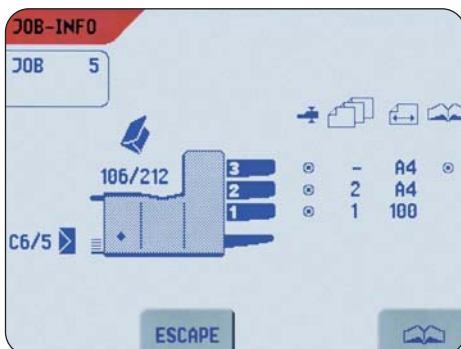 JOB-INFO
JOB 5
106/212
3 - A4
2 2 A4
1 1 100
C6/5
ESCAPE